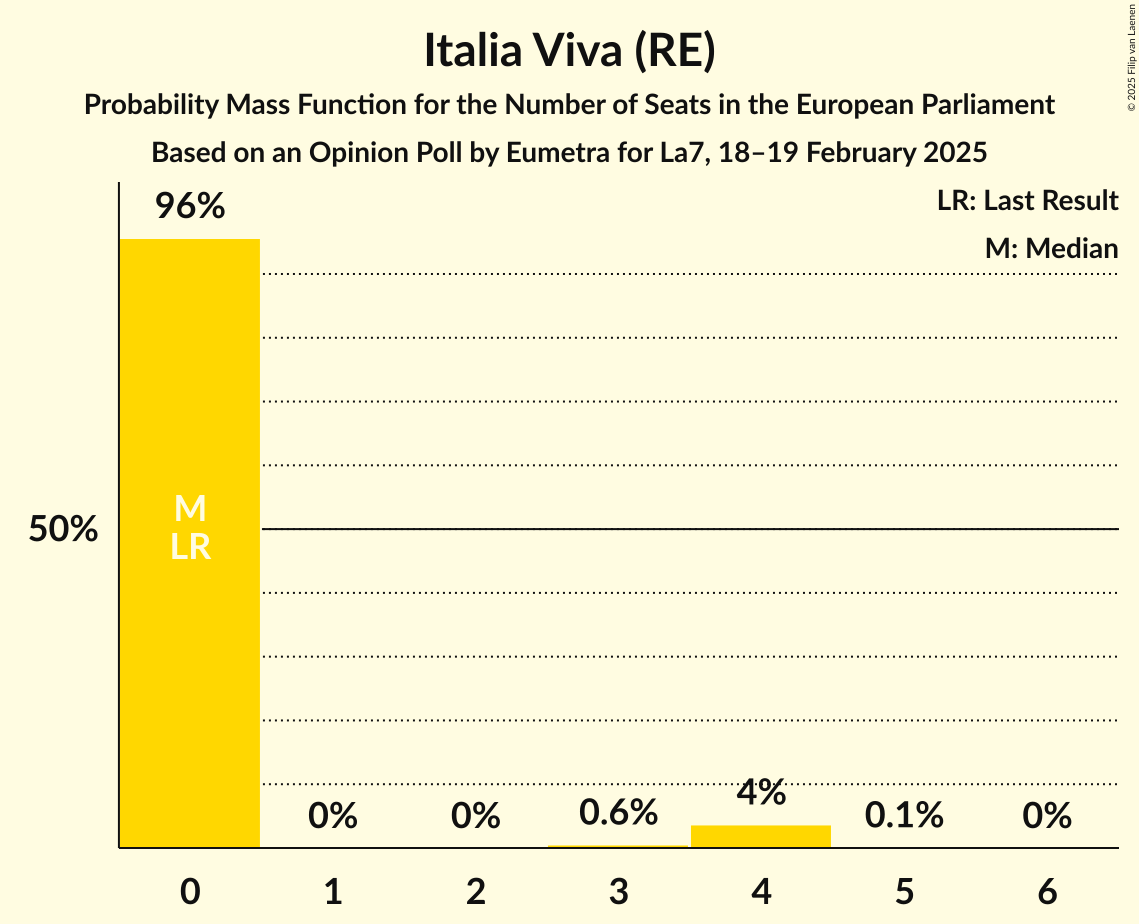 Italia Viva (RE)
Probability Mass Function for the Number of Seats in the European Parliament
Based on an Opinion Poll by Eumetra for La7, 18–19 February 2025
© 2025 Filip van Laenen
LR: Last Result
M: Median
96%
50%
M
LR
0%
0%
0.6%
4%
0.1%
0%
0
1
2
3
4
5
6